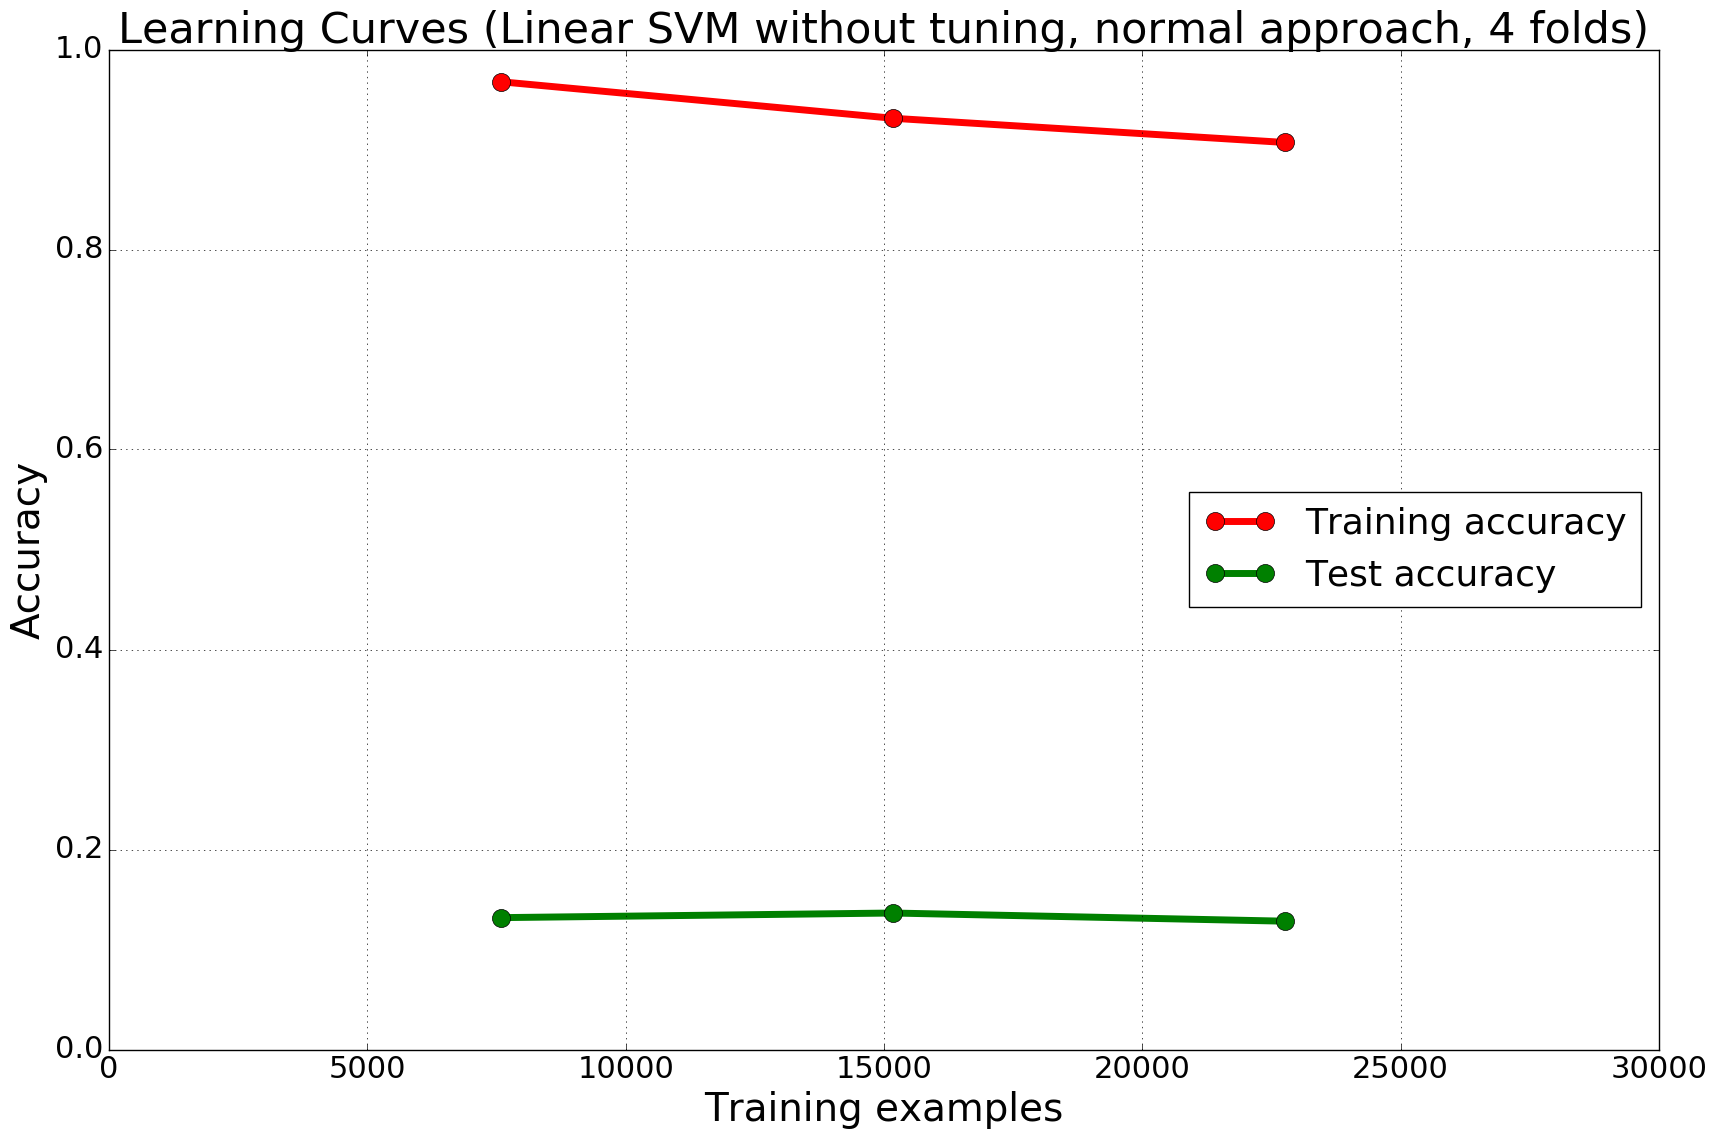 Learning Curves (Linear SVM without tuning, normal approach, 4 folds)
1.0
0.8
0.6
0.4
0.2
0.0
Accuracy
Training accuracy
Test accuracy
0 5000 10000 15000 20000 25000 30000
Training examples